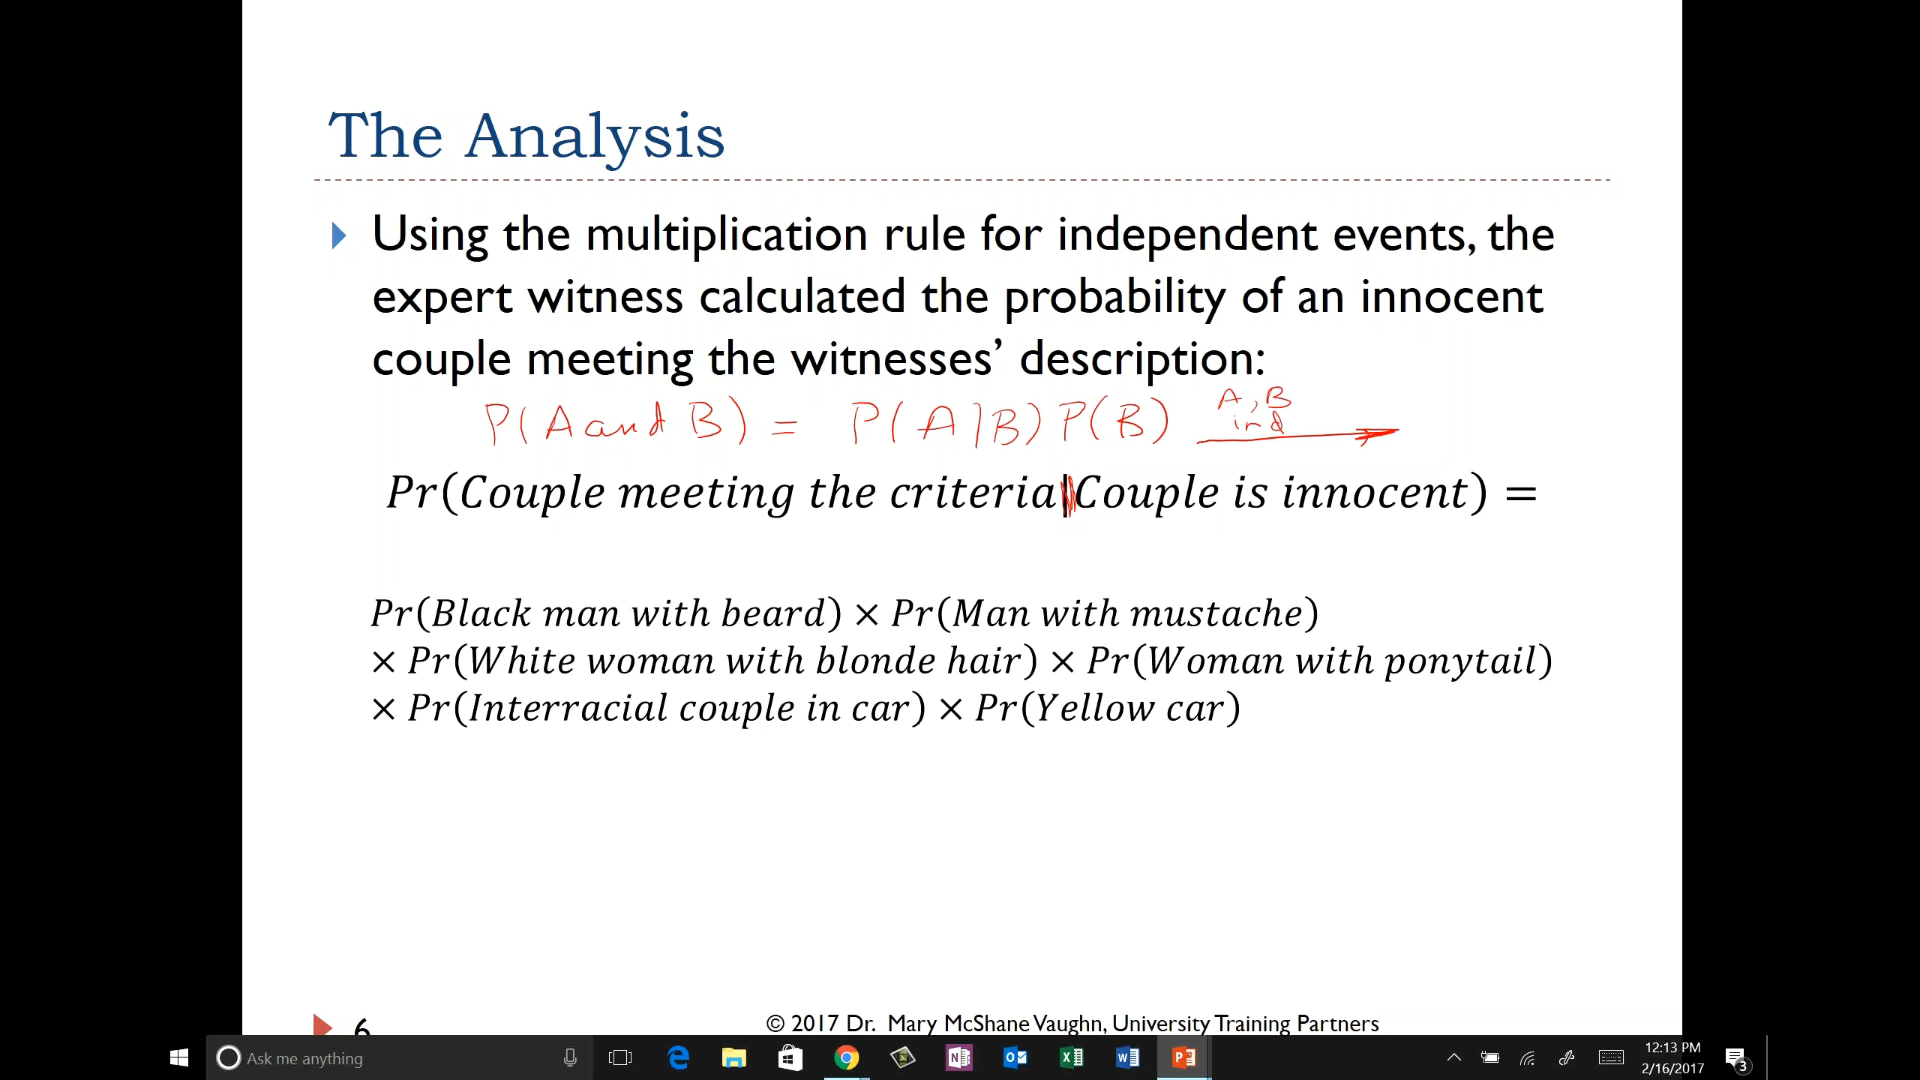 The Analysis
Using the multiplication rule for independent events, the
expert witness calculated the probability of an innocent
couple meeting the witnesses’ description:
A, B
P(A and B) = P(A|B) P(B) ind
Pr(Couple meeting the criteria|Couple is innocent) =
Pr(Black man with beard) × Pr(Man with mustache)
× Pr(White woman with blonde hair) × Pr(Woman with ponytail)
× Pr(Interracial couple in car) × Pr(Yellow car)
6
© 2017 Dr. Mary McShane Vaughn, University Training Partners
Ask me anything
12:13 PM
2/16/2017
3